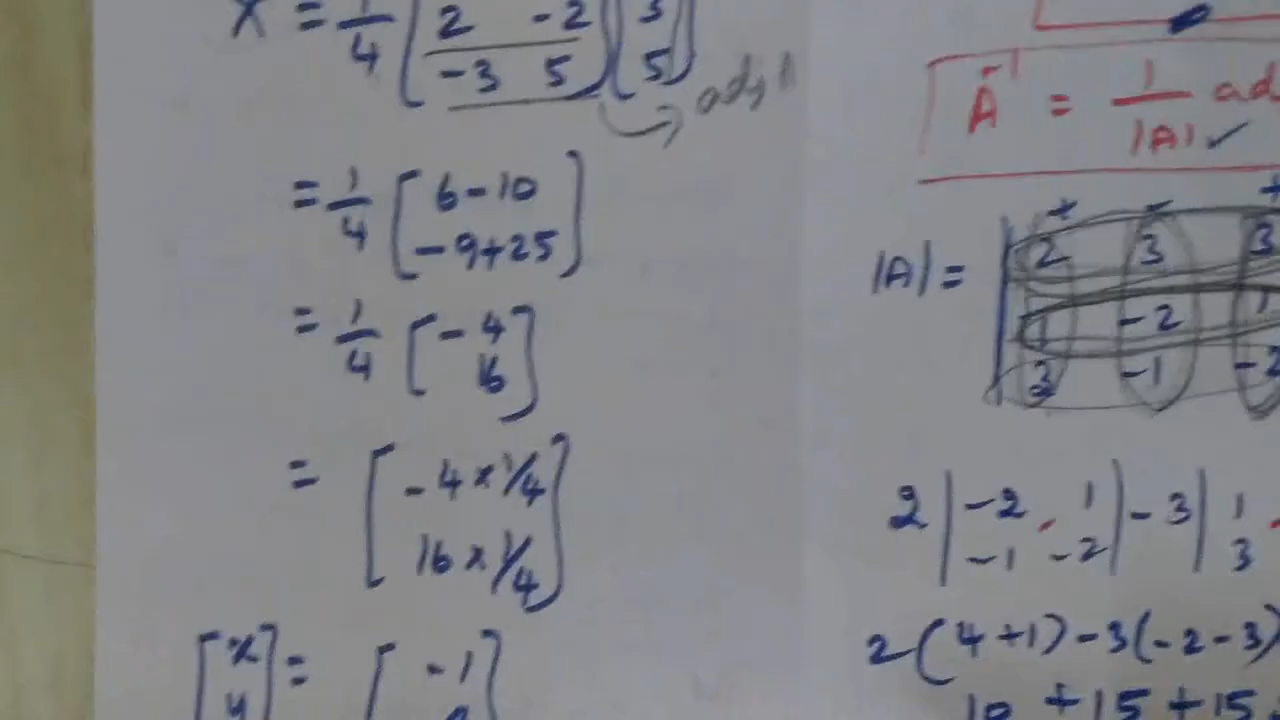 X = 1/4 [ 2 -2
-3 5 ] [ 3
5 ] → adj A
= 1/4 [ 6-10
-9+25 ]
= 1/4 [ -4
16 ]
= [ -4×1/4
16×1/4 ]
[ x
y ] = [ -1
A⁻¹ = 1/|A| ad
+ - +
|A| = | 2 3 3
1 -2 1
3 -1 -2
2 | -2 1
-1 -2 | -3 | 1
3
2(4+1)-3(-2-3)
10 +15 +15